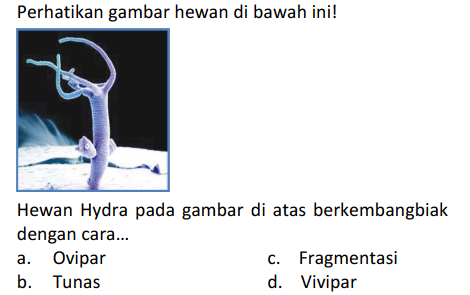 Perhatikan gambar hewan di bawah ini!
Hewan Hydra pada gambar di atas berkembangbiak
dengan cara...
a. Ovipar c. Fragmentasi
b. Tunas d. Vivipar